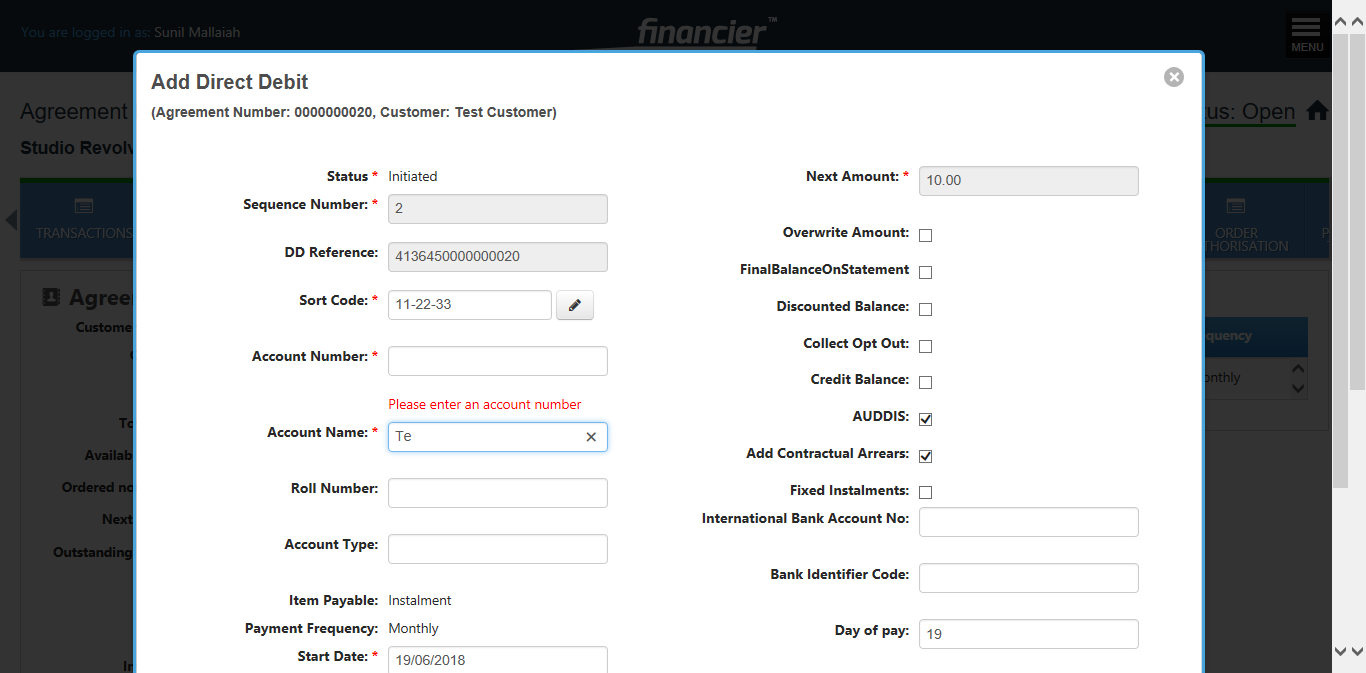 You are logged in as: Sunil Mallaiah
financier™
MENU
Agreement
tus: Open
Studio Revolv
TRANSACTIONS
ORDER
THORISATION
P
Agree
Custome
To
Availab
Ordered no
Next
Outstanding
In
quency
onthly
Add Direct Debit
(Agreement Number: 0000000020, Customer: Test Customer)
Status * Initiated
Sequence Number: * 2
DD Reference: 4136450000000020
Sort Code: * 11-22-33
Account Number: *
Please enter an account number
Account Name: * Te
Roll Number:
Account Type:
Item Payable: Instalment
Payment Frequency: Monthly
Start Date: * 19/06/2018
Next Amount: * 10.00
Overwrite Amount:
FinalBalanceOnStatement
Discounted Balance:
Collect Opt Out:
Credit Balance:
AUDDIS:
Add Contractual Arrears:
Fixed Instalments:
International Bank Account No:
Bank Identifier Code:
Day of pay: 19